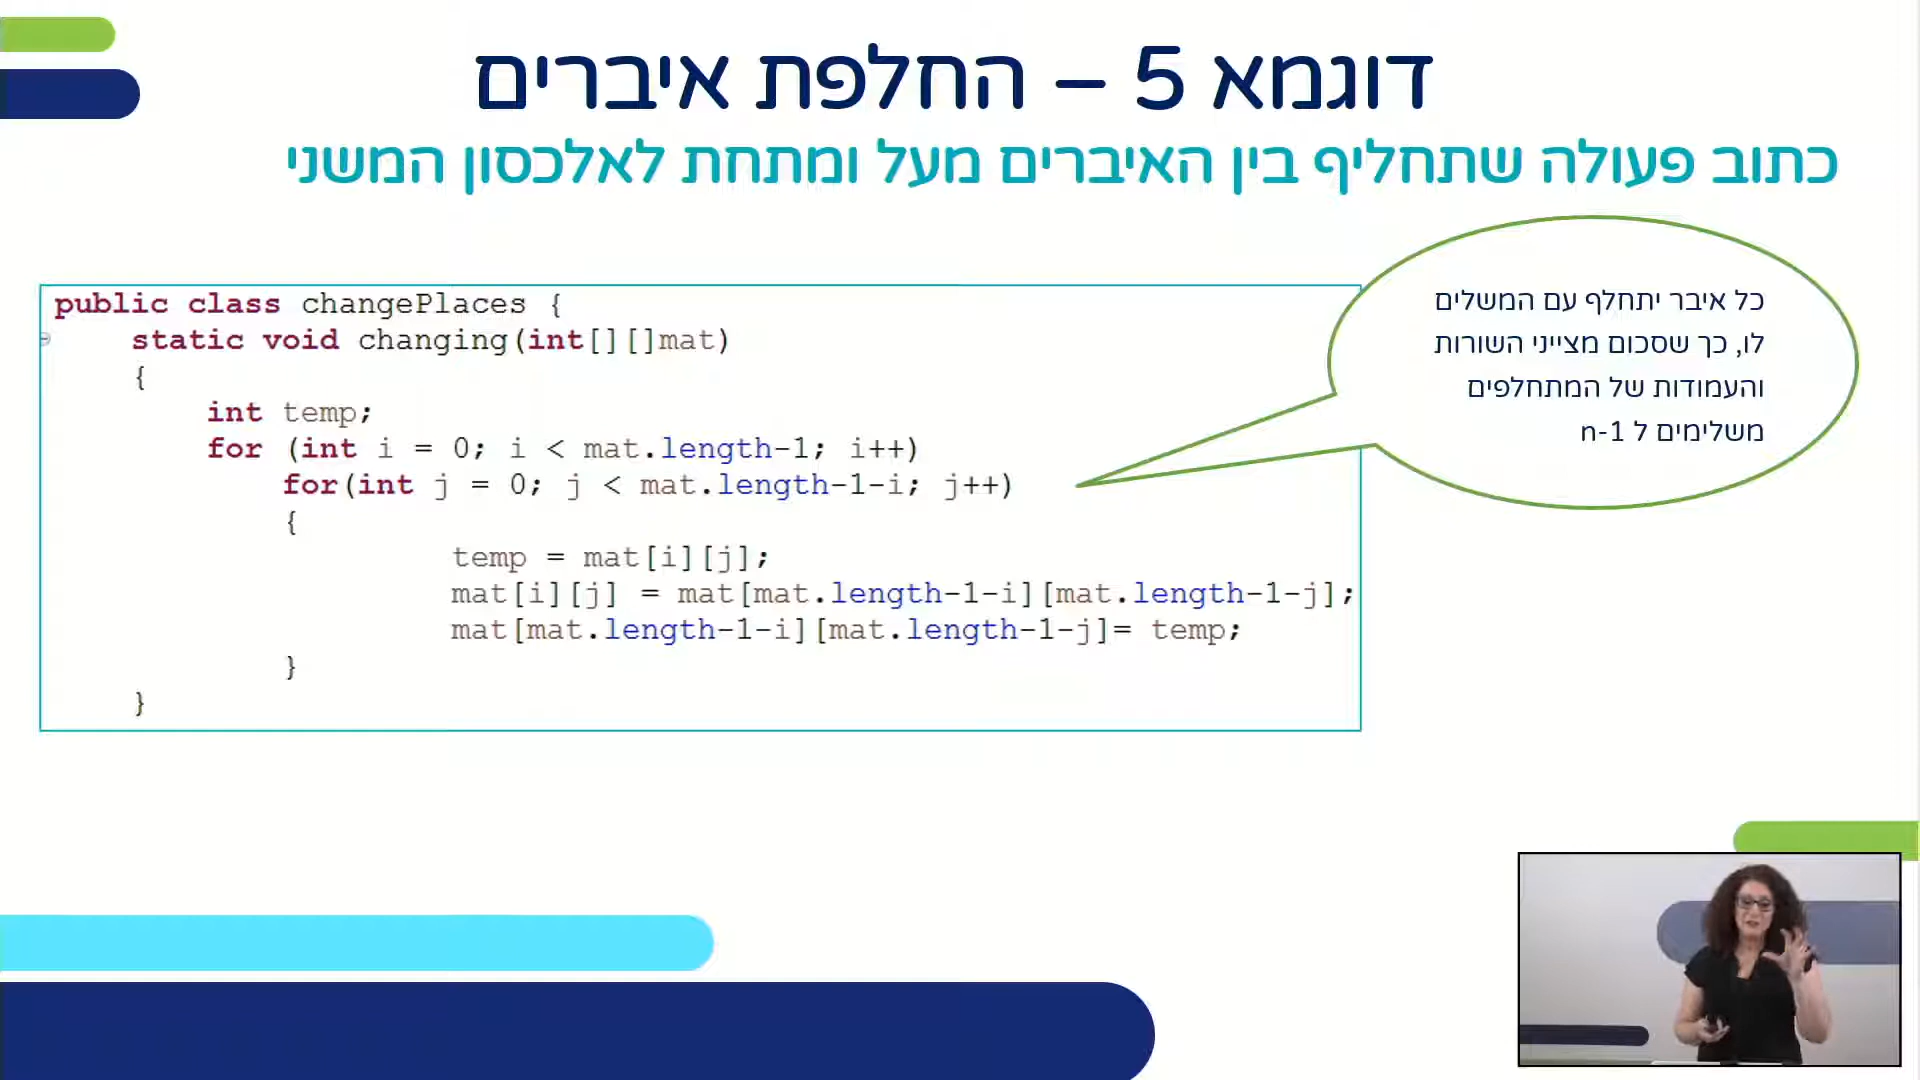 דוגמא 5 – החלפת איברים
כתוב פעולה שתחליף בין האיברים מעל ומתחת לאלכסון המשני
כל איבר יתחלף עם המשלים
לו, כך שסכום מצייני השורות
והעמודות של המתחלפים
משלימים ל n-1
public class changePlaces {
static void changing(int[][]mat)
{
int temp;
for (int i = 0; i < mat.length-1; i++)
for(int j = 0; j < mat.length-1-i; j++)
{
temp = mat[i][j];
mat[i][j] = mat[mat.length-1-i][mat.length-1-j];
mat[mat.length-1-i][mat.length-1-j]= temp;
}
}